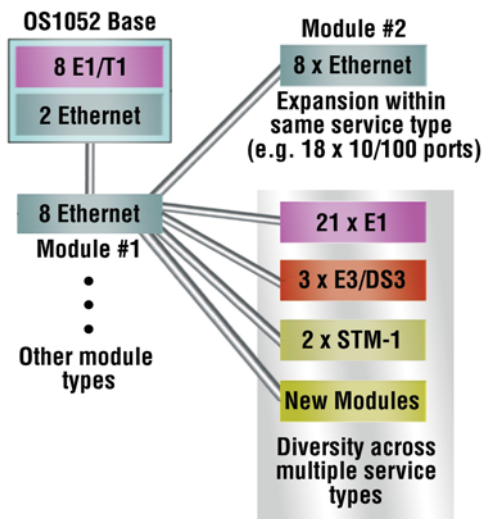 OS1052 Base
8 E1/T1
2 Ethernet
8 Ethernet
Module #1
Other module
types
Module #2
8 x Ethernet
Expansion within
same service type
(e.g. 18 x 10/100 ports)
21 x E1
3 x E3/DS3
2 x STM-1
New Modules
Diversity across
multiple service
types